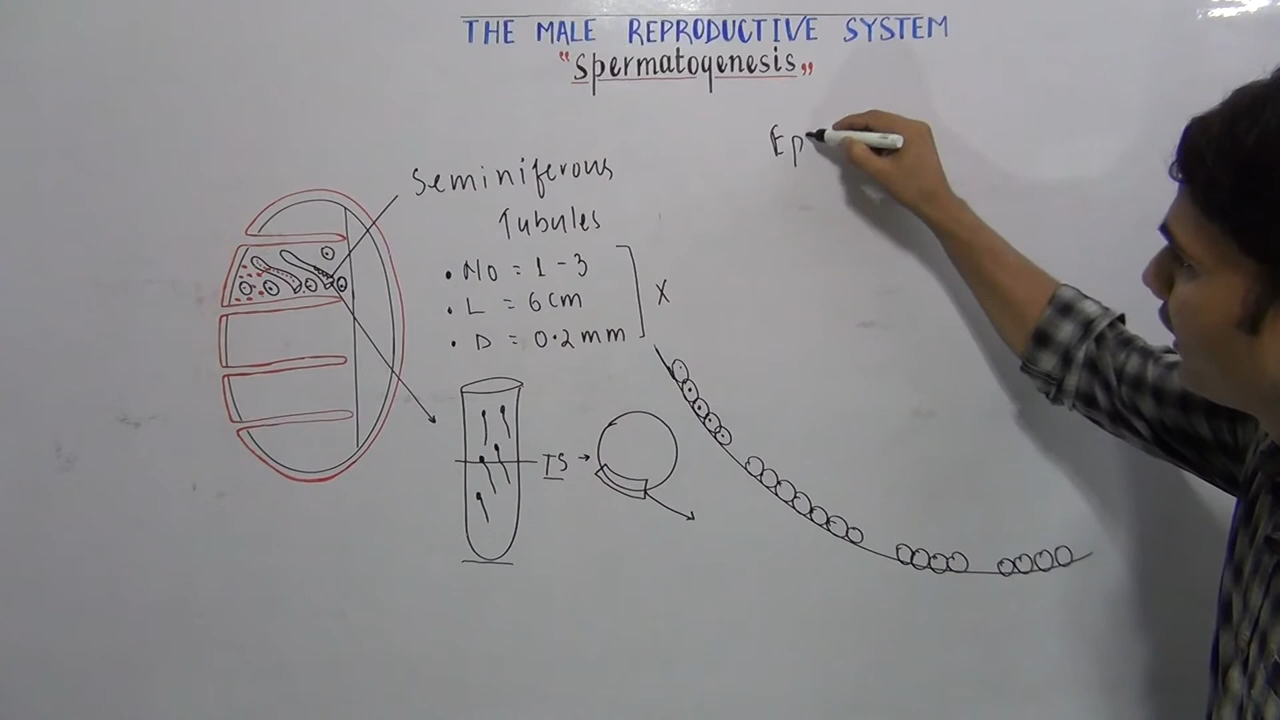 THE MALE REPRODUCTIVE SYSTEM
"Spermatogenesis"
Ep
Seminiferous
Tubules
• No = 1 - 3
• L = 6 cm
• D = 0.2 mm
X
TS →